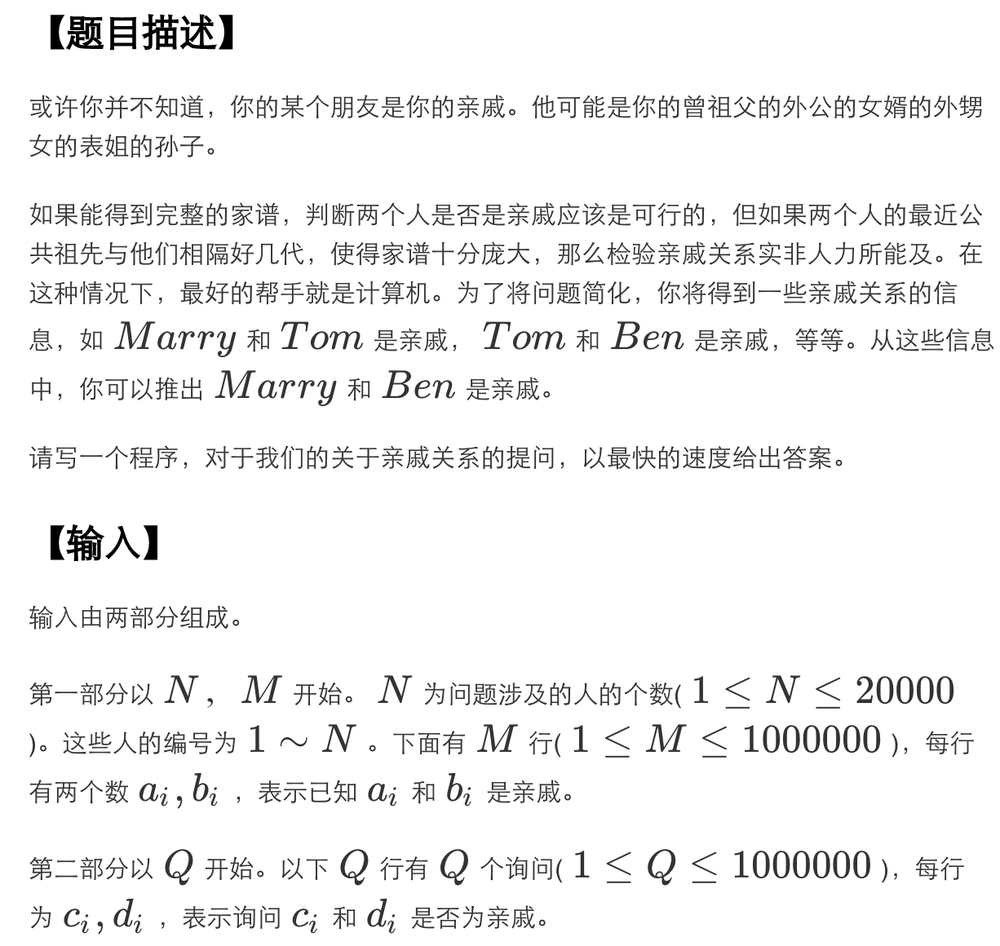 【题目描述】
或许你并不知道，你的某个朋友是你的亲戚。他可能是你的曾祖父的外公的女婿的外甥
女的表姐的孙子。
如果能得到完整的家谱，判断两个人是否是亲戚应该是可行的，但如果两个人的最近公
共祖先与他们相隔好几代，使得家谱十分庞大，那么检验亲戚关系实非人力所能及。在
这种情况下，最好的帮手就是计算机。为了将问题简化，你将得到一些亲戚关系的信
息，如 Marry 和 Tom 是亲戚， Tom 和 Ben 是亲戚，等等。从这些信息
中，你可以推出 Marry 和 Ben 是亲戚。
请写一个程序，对于我们的关于亲戚关系的提问，以最快的速度给出答案。
【输入】
输入由两部分组成。
第一部分以 N，M 开始。 N 为问题涉及的人的个数( 1 ≤ N ≤ 20000
)。这些人的编号为 1 ∼ N 。下面有 M 行( 1 ≤ M ≤ 1000000 )，每行
有两个数 a_i, b_i ，表示已知 a_i 和 b_i 是亲戚。
第二部分以 Q 开始。以下 Q 行有 Q 个询问( 1 ≤ Q ≤ 1000000 )，每行
为 c_i, d_i ，表示询问 c_i 和 d_i 是否为亲戚。